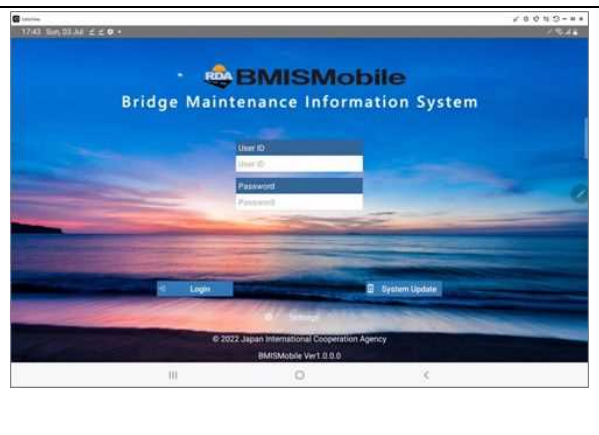 17:43 Sun, 03 Jul
RDA BMISMobile
Bridge Maintenance Information System
User ID
User ID
Password
Password
Login
System Update
Settings
© 2022 Japan International Cooperation Agency
BMISMobile Ver1.0.0.0